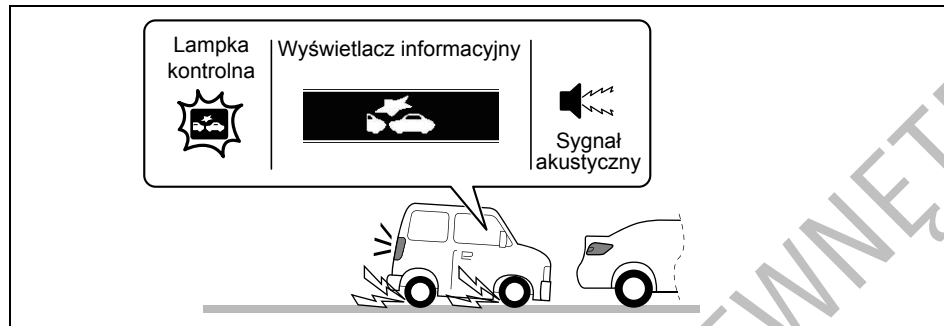 Lampka
kontrolna
Wyświetlacz informacyjny
Sygnał
akustyczny